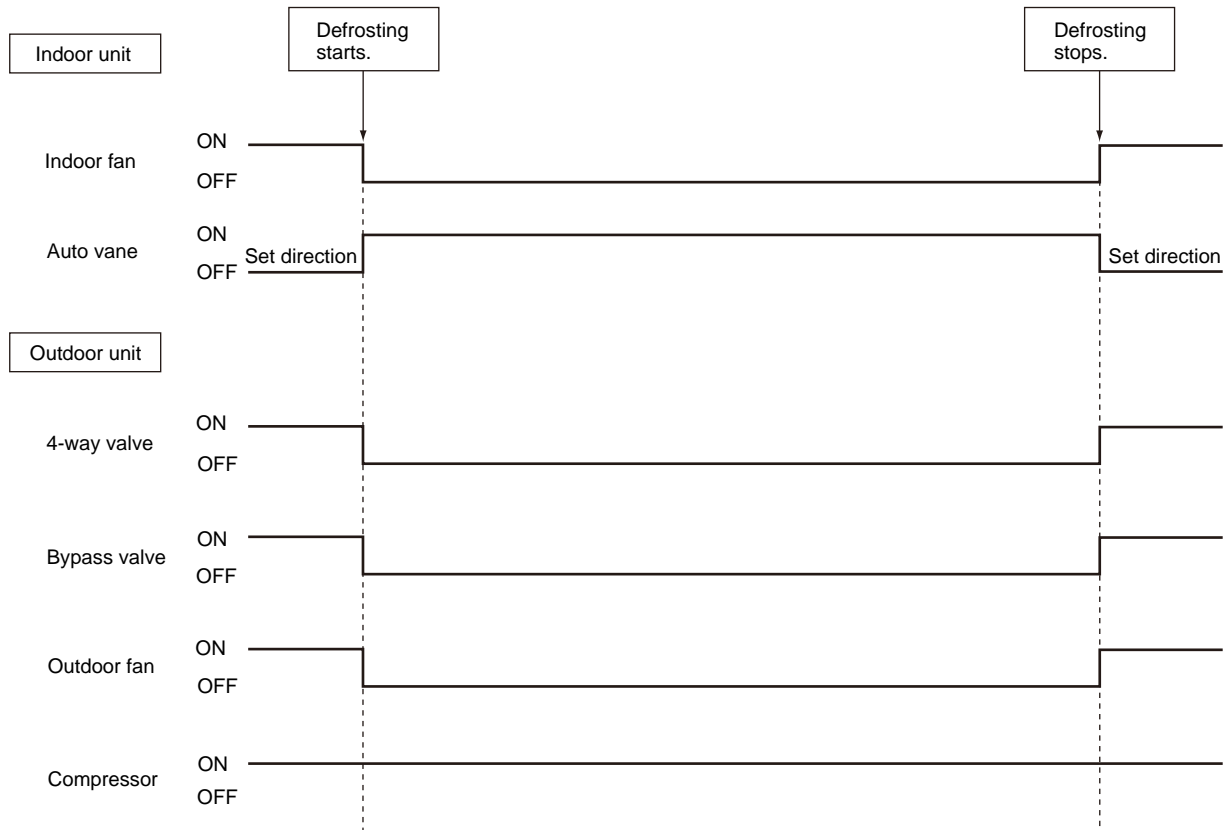 Defrosting
starts.
Defrosting
stops.
Indoor unit
Indoor fan
ON
OFF
Auto vane
ON
OFF
Set direction
Set direction
Outdoor unit
4-way valve
ON
OFF
Bypass valve
ON
OFF
Outdoor fan
ON
OFF
Compressor
ON
OFF